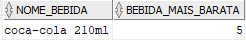 NOME_BEBIDA BEBIDA_MAIS_BARATA
coca-cola 210ml 5